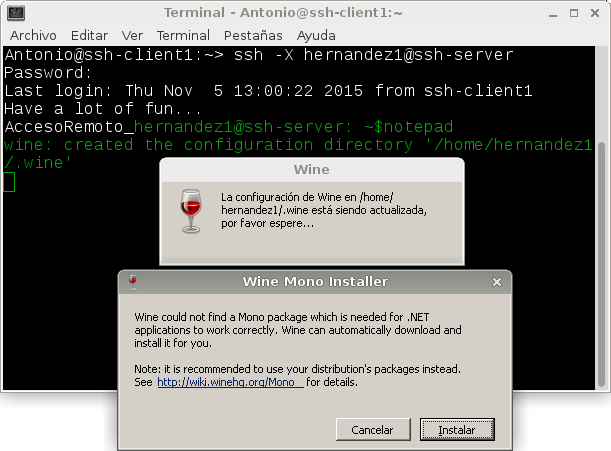 Terminal - Antonio@ssh-client1:~
Archivo Editar Ver Terminal Pestañas Ayuda
Antonio@ssh-client1:~> ssh -X hernandez1@ssh-server
Password:
Last login: Thu Nov  5 13:00:22 2015 from ssh-client1
Have a lot of fun...
AccesoRemoto_hernandez1@ssh-server: ~$notepad
wine: created the configuration directory '/home/hernandez1
/.wine'
Wine
La configuración de Wine en /home/
hernandez1/.wine está siendo actualizada,
por favor espere...
Wine Mono Installer
Wine could not find a Mono package which is needed for .NET
applications to work correctly. Wine can automatically download and
install it for you.
Note: it is recommended to use your distribution's packages instead.
See http://wiki.winehq.org/Mono for details.
Cancelar
Instalar